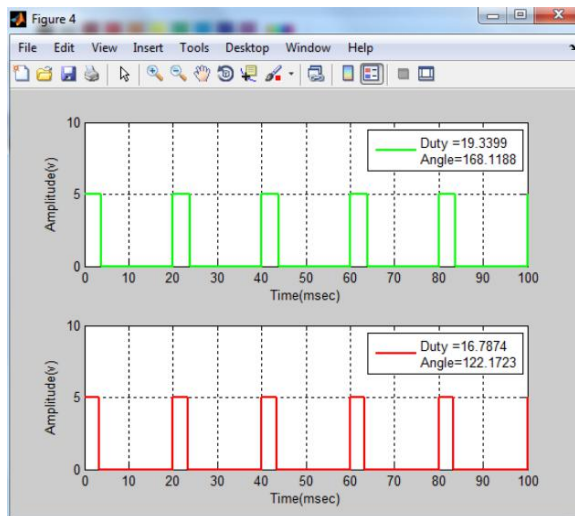 Figure 4
File Edit View Insert Tools Desktop Window Help
10
5
0
Amplitude(v)
Duty =19.3399
Angle=168.1188
0 10 20 30 40 50 60 70 80 90 100
Time(msec)
10
5
0
Amplitude(v)
Duty =16.7874
Angle=122.1723
0 10 20 30 40 50 60 70 80 90 100
Time(msec)